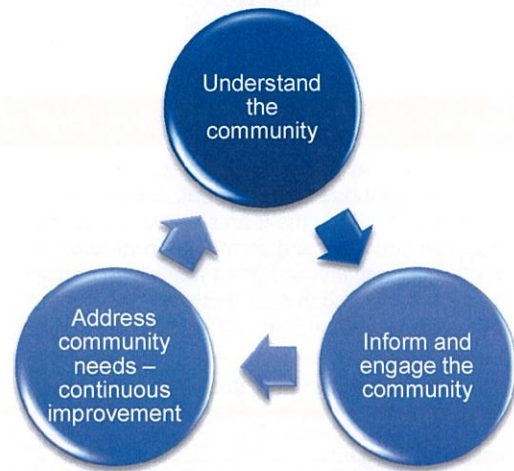 Understand
the
community
Inform and
engage the
community
Address
community
needs –
continuous
improvement